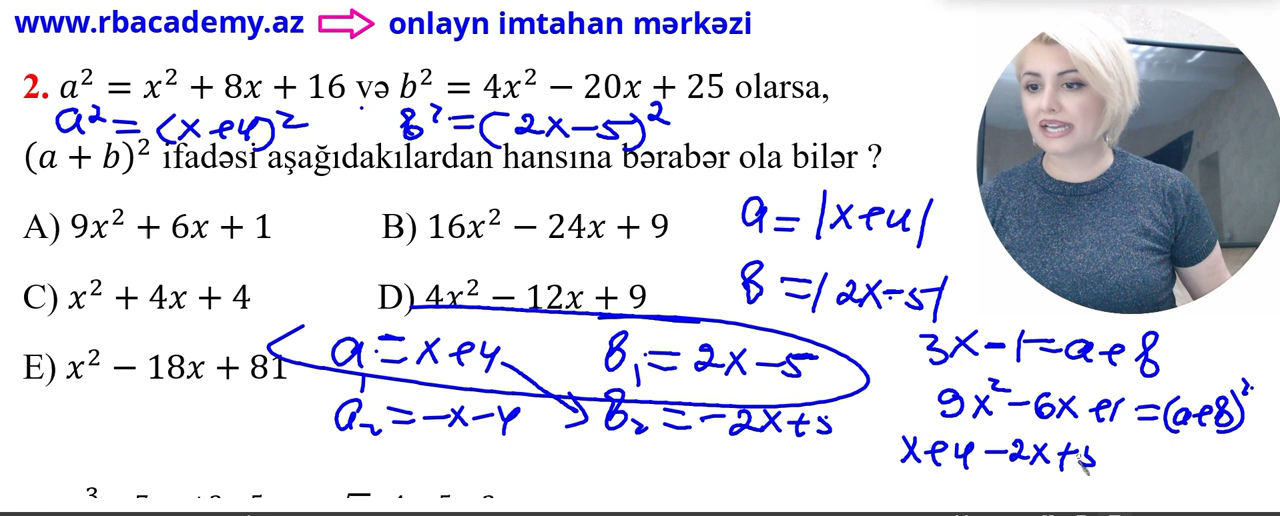 www.rbacademy.az ⇨ onlayn imtahan mərkəzi
2. a² = x² + 8x + 16 və b² = 4x² − 20x + 25 olarsa,
a² = (x+4)² b² = (2x−5)²
(a + b)² ifadəsi aşağıdakılardan hansına bərabər ola bilər ?
A) 9x² + 6x + 1 B) 16x² − 24x + 9
a = |x+4|
C) x² + 4x + 4 D) 4x² − 12x + 9
b = |2x−5|
E) x² − 18x + 81
a₁ = x+4 b₁ = 2x−5
3x−1 = a+b
a₂ = −x−4 b₂ = −2x+5
9x² − 6x + 1 = (a+b)²
x+4 −2x+5